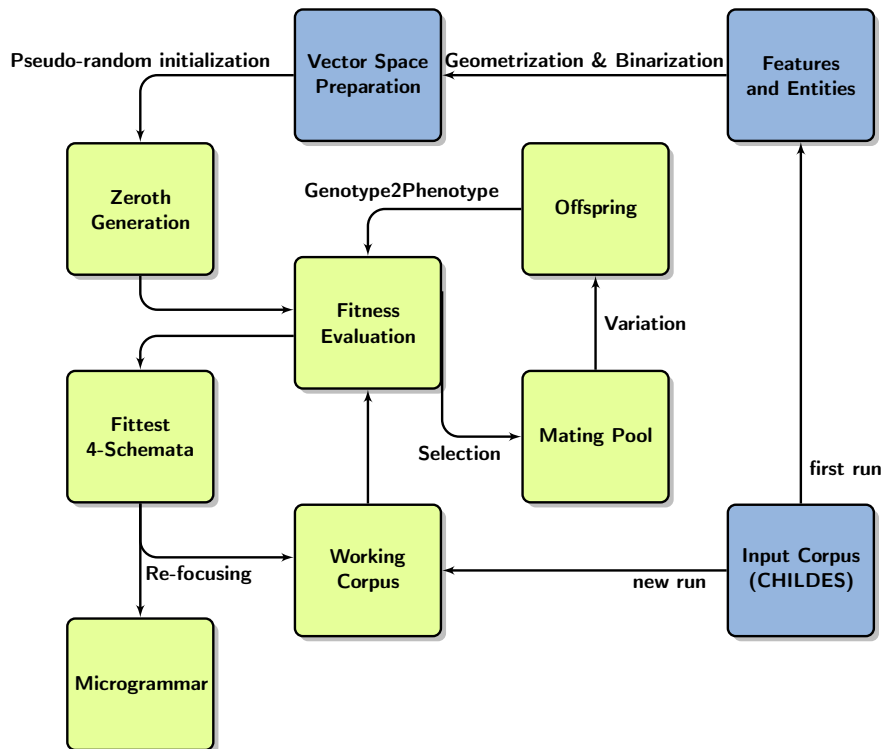 Pseudo-random initialization
Vector Space
Preparation
Geometrization & Binarization
Features
and Entities
Zeroth
Generation
Genotype2Phenotype
Offspring
Fitness
Evaluation
Variation
Fittest
4-Schemata
Selection
Mating Pool
first run
Re-focusing
Working
Corpus
new run
Input Corpus
(CHILDES)
Microgrammar